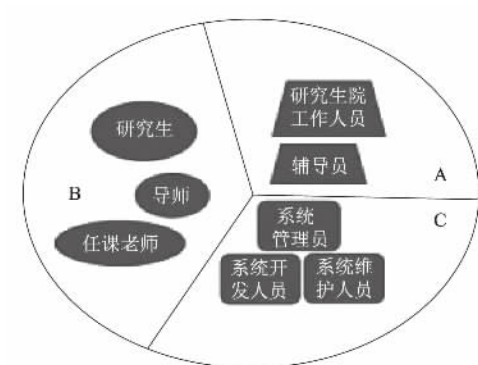 研究生院
工作人员
辅导员
A
研究生
导师
任课老师
B
C
系统
管理员
系统开
发人员
系统维
护人员